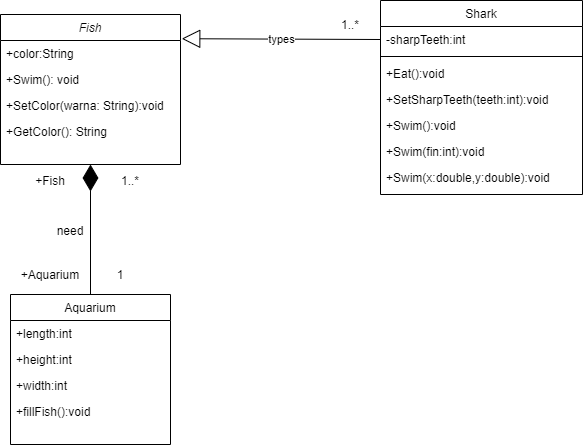 Fish
+color:String
+Swim(): void
+SetColor(warna: String):void
+GetColor(): String
types
1..*
Shark
-sharpTeeth:int
+Eat():void
+SetSharpTeeth(teeth:int):void
+Swim():void
+Swim(fin:int):void
+Swim(x:double,y:double):void
+Fish
1..*
need
+Aquarium
1
Aquarium
+length:int
+height:int
+width:int
+fillFish():void